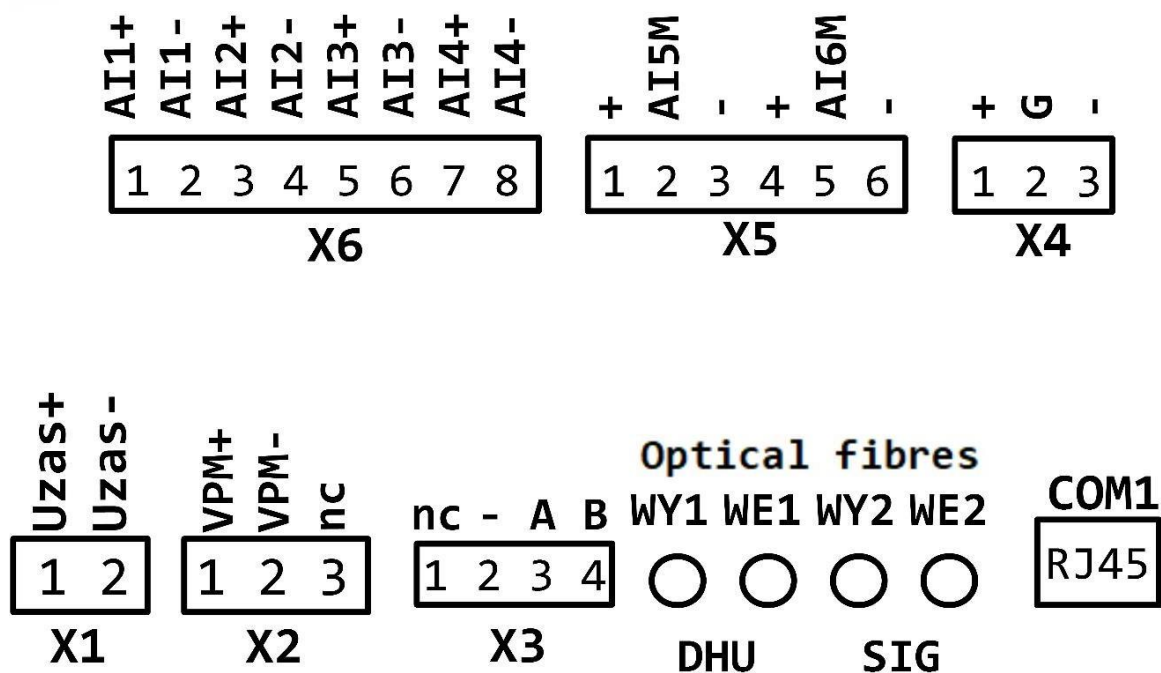 AI1+ AI1- AI2+ AI2- AI3+ AI3- AI4+ AI4- + AI5M - + AI6M - + G -
1 2 3 4 5 6 7 8 1 2 3 4 5 6 1 2 3
X6 X5 X4
Optical fibres
Uzas+ Uzas- VPM+ VPM- nc nc - A B WY1 WE1 WY2 WE2 COM1
1 2 1 2 3 1 2 3 4 RJ45
X1 X2 X3 DHU SIG